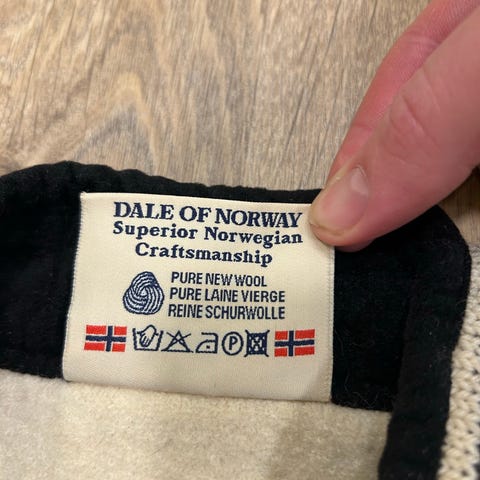 DALE OF NORWAY
Superior Norwegian
Craftsmanship
PURE NEW WOOL
PURE LAINE VIERGE
REINE SCHURWOLLE
P